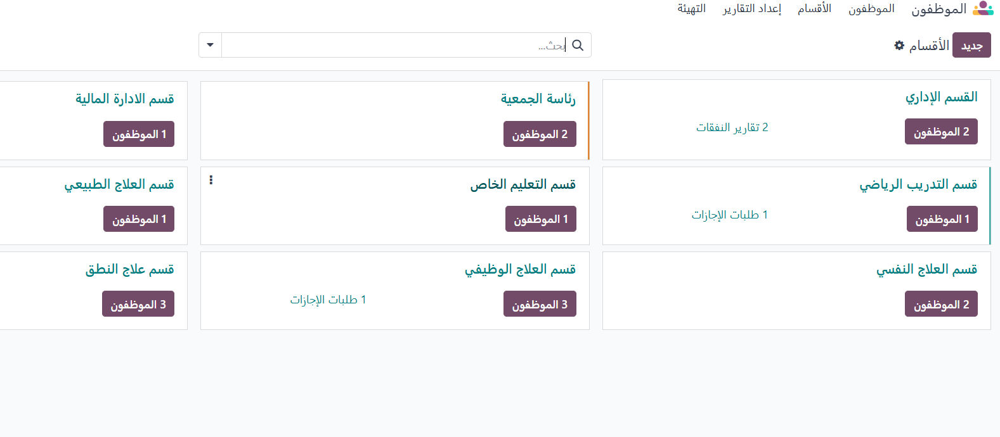 الموظفون الموظفون الأقسام إعداد التقارير التهيئة
جديد الأقسام بحث...
القسم الإداري
2 الموظفون 2 تقارير النفقات
رئاسة الجمعية
2 الموظفون
قسم الادارة المالية
1 الموظفون
قسم التدريب الرياضي
1 الموظفون 1 طلبات الإجازات
قسم التعليم الخاص
1 الموظفون
قسم العلاج الطبيعي
1 الموظفون
قسم العلاج النفسي
2 الموظفون
قسم العلاج الوظيفي
3 الموظفون 1 طلبات الإجازات
قسم علاج النطق
3 الموظفون